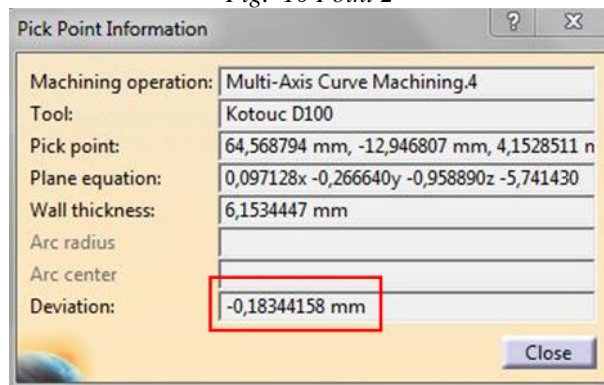 Fig. 10 Point 2
Pick Point Information
Machining operation: Multi-Axis Curve Machining.4
Tool: Kotouc D100
Pick point: 64,568794 mm, -12,946807 mm, 4,1528511 n
Plane equation: 0,097128x -0,266640y -0,958890z -5,741430
Wall thickness: 6,1534447 mm
Arc radius
Arc center
Deviation: -0,18344158 mm
Close